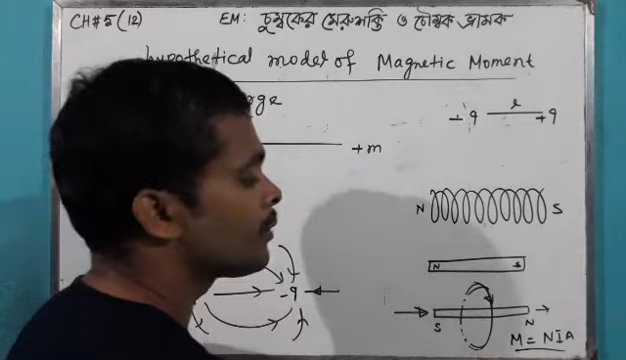 CH#5(12) EM: চুম্বকের মেরুশক্তি ও চৌম্বক ভ্রামক
hypothetical model of Magnetic Moment
-q l +q
+m
N S
N S
-q
S N
M = NIA